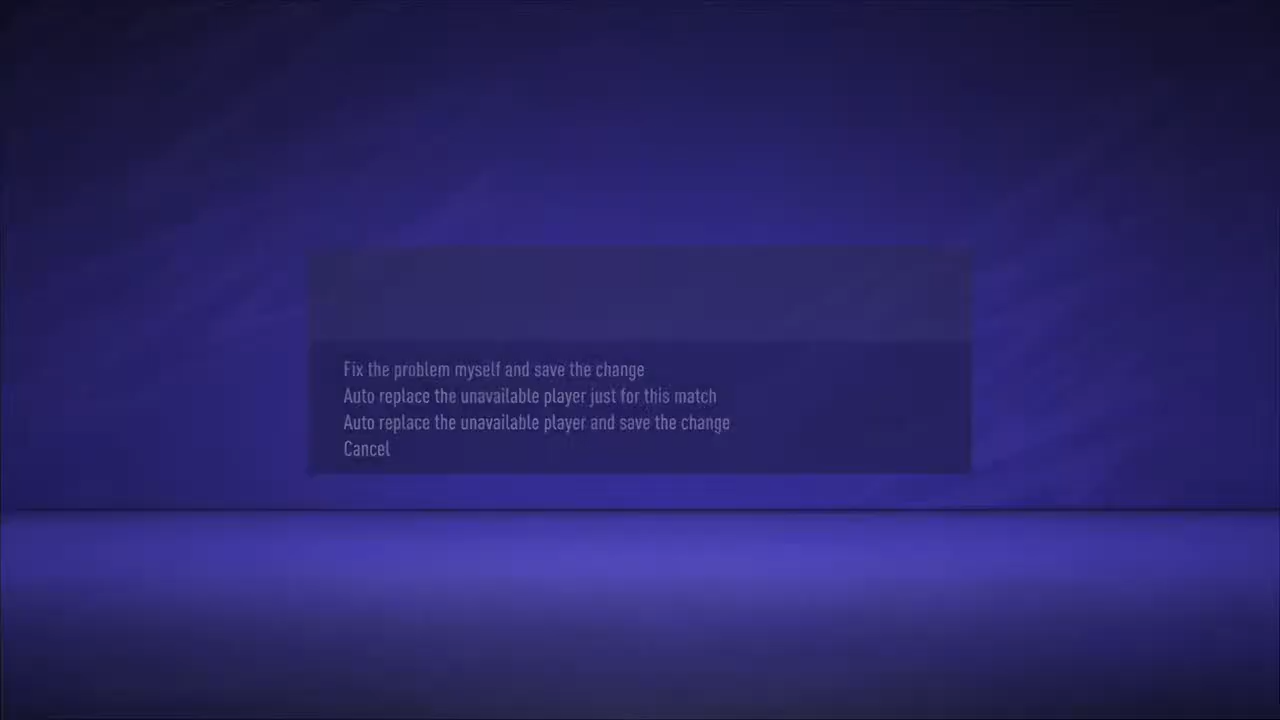 Fix the problem myself and save the change
Auto replace the unavailable player just for this match
Auto replace the unavailable player and save the change
Cancel